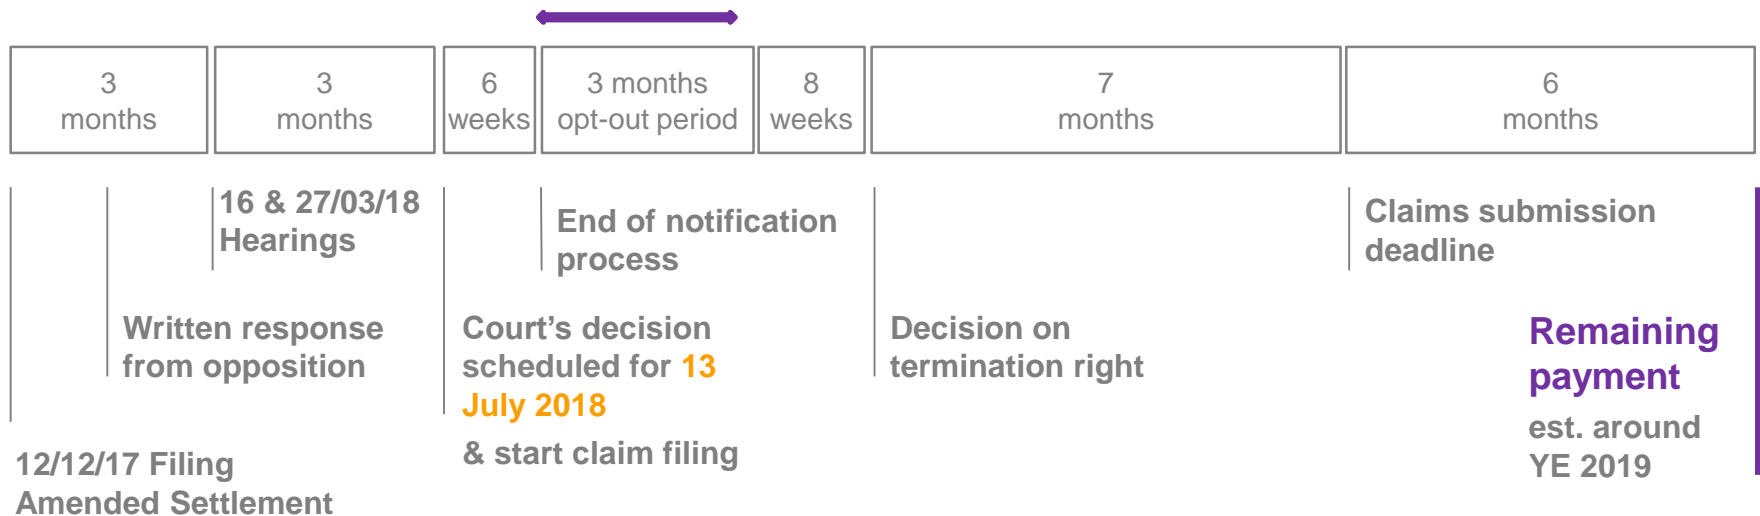 3
months
3
months
6
weeks
3 months
opt-out period
8
weeks
7
months
6
months
16 & 27/03/18
Hearings
End of notification
process
Claims submission
deadline
Written response
from opposition
Court’s decision
scheduled for 13
July 2018
& start claim filing
Decision on
termination right
Remaining
payment
est. around
YE 2019
12/12/17 Filing
Amended Settlement